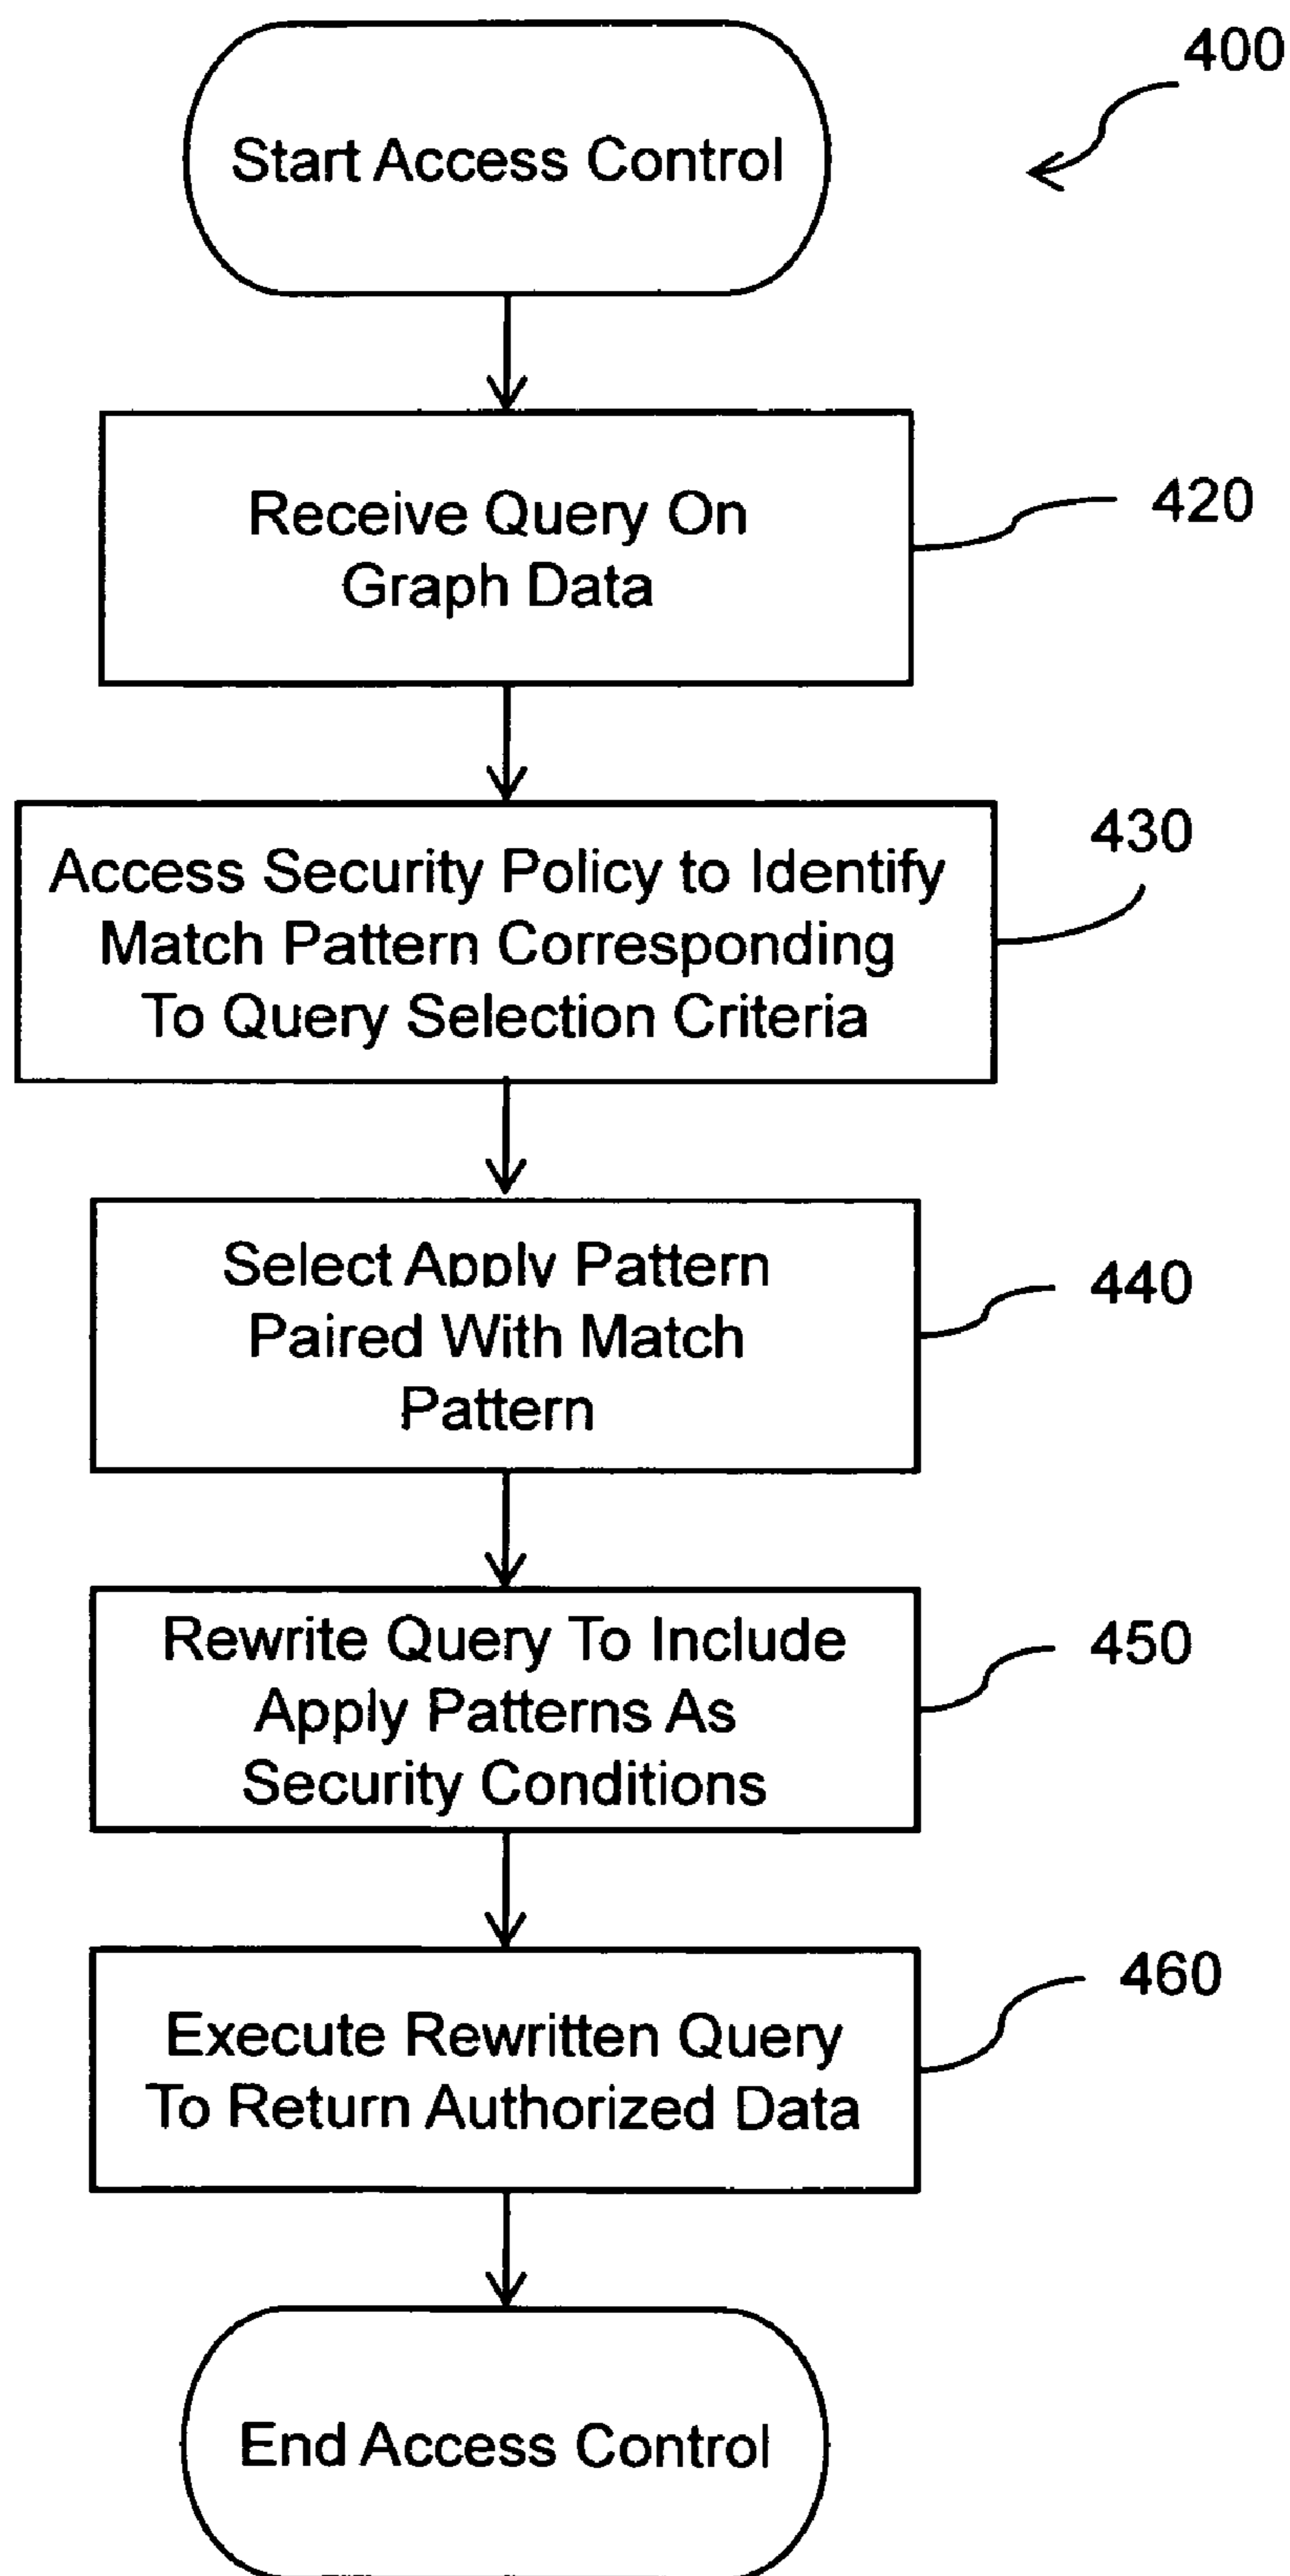 400
Start Access Control
Receive Query On
Graph Data
420
Access Security Policy to Identify
Match Pattern Corresponding
To Query Selection Criteria
430
Select Apply Pattern
Paired With Match
Pattern
440
Rewrite Query To Include
Apply Patterns As
Security Conditions
450
Execute Rewritten Query
To Return Authorized Data
460
End Access Control